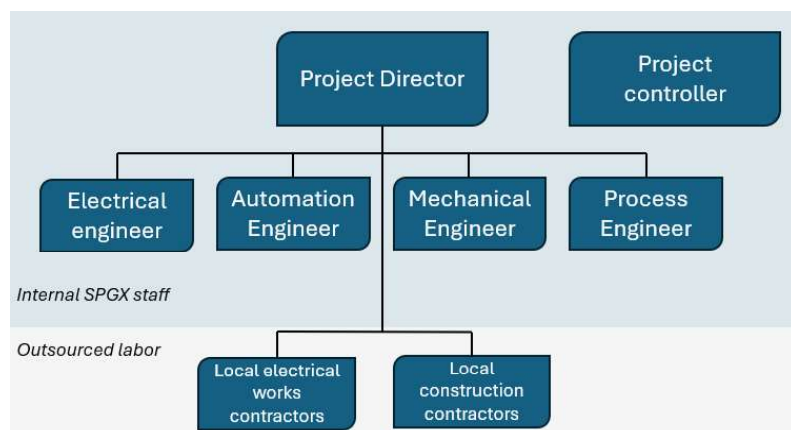 Project Director
Project
controller
Electrical
engineer
Automation
Engineer
Mechanical
Engineer
Process
Engineer
Internal SPGX staff
Outsourced labor
Local electrical
works
contractors
Local
construction
contractors